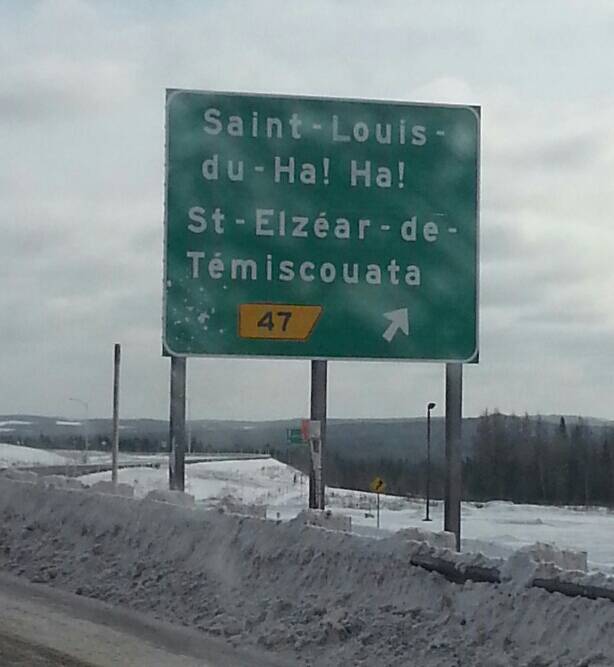 Saint-Louis-
du-Ha! Ha!
St-Elzéar-de-
Témiscouata
47